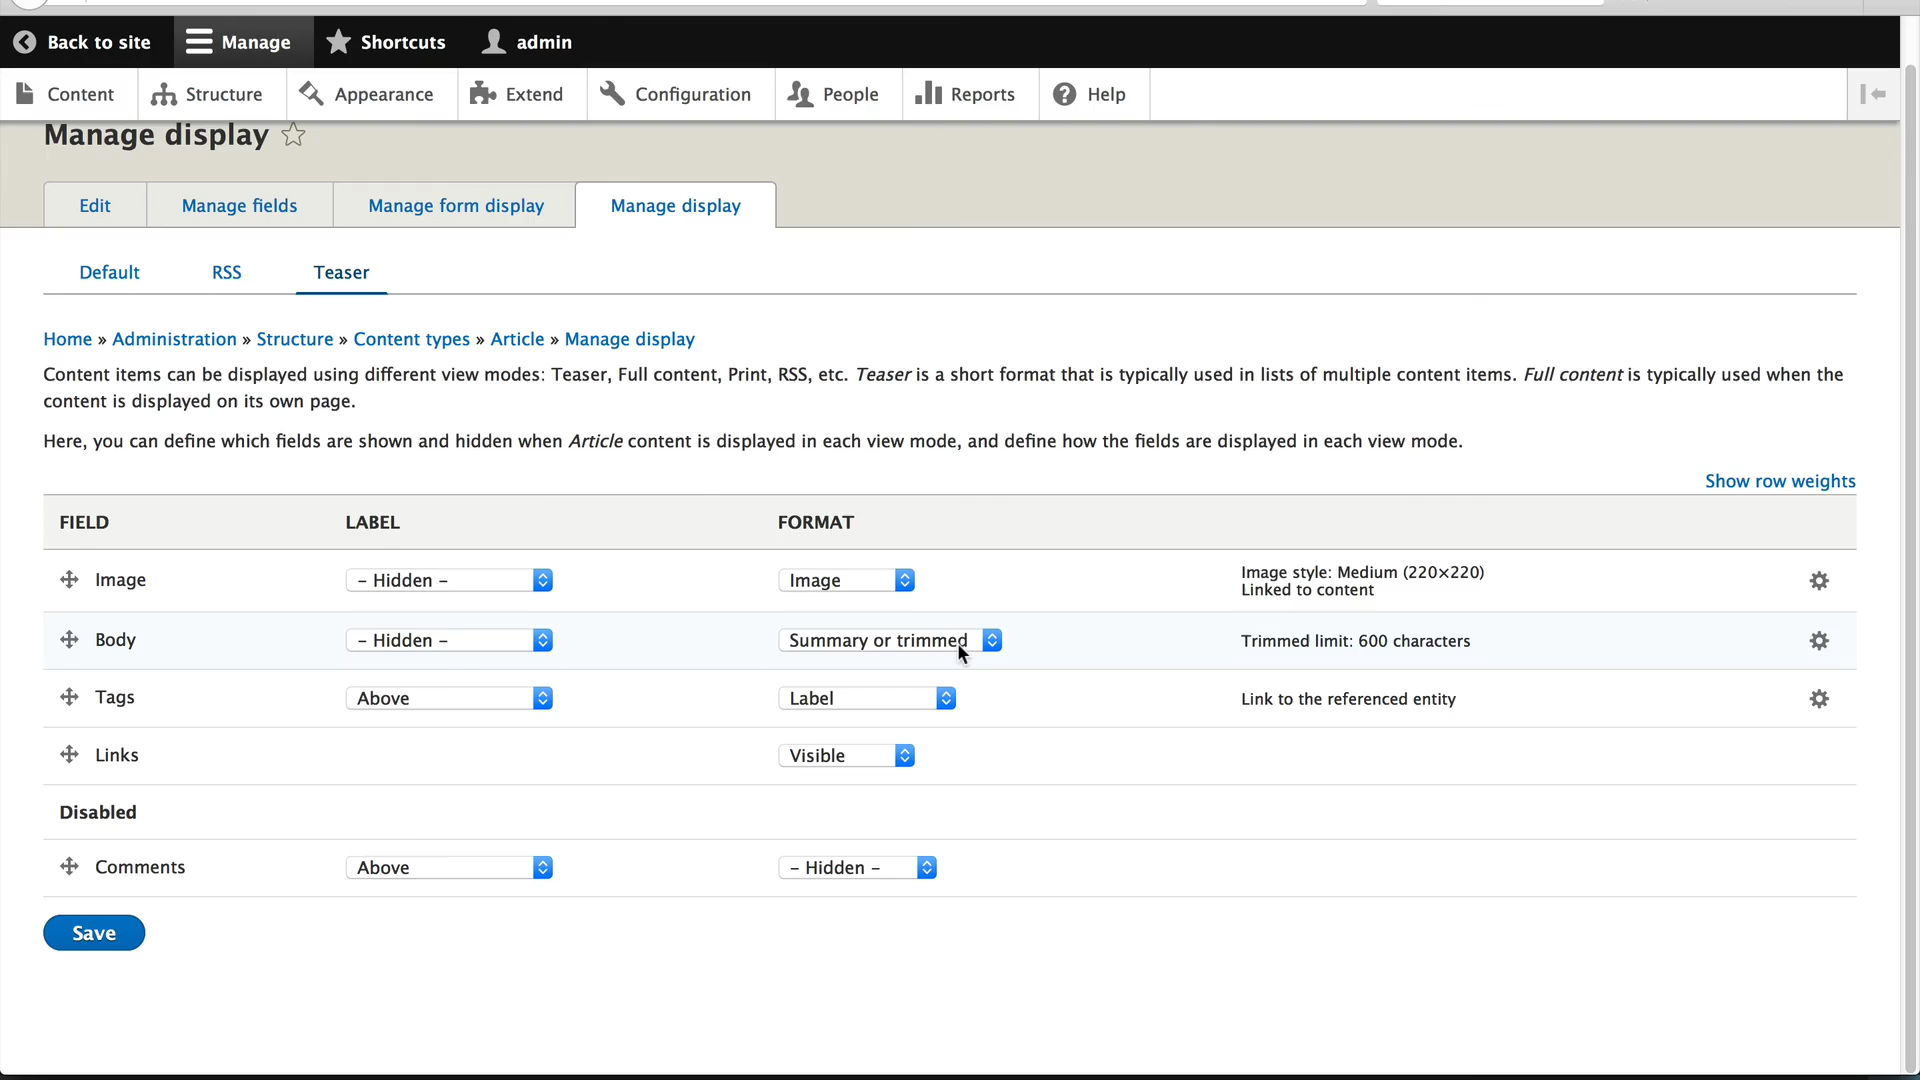 Back to site Manage Shortcuts admin
Content Structure Appearance Extend Configuration People Reports Help
Manage display
Edit Manage fields Manage form display Manage display
Default RSS Teaser
Home » Administration » Structure » Content types » Article » Manage display
Content items can be displayed using different view modes: Teaser, Full content, Print, RSS, etc. Teaser is a short format that is typically used in lists of multiple content items. Full content is typically used when the
content is displayed on its own page.
Here, you can define which fields are shown and hidden when Article content is displayed in each view mode, and define how the fields are displayed in each view mode.
Show row weights
FIELD LABEL FORMAT
Image - Hidden - Image Image style: Medium (220×220)
Linked to content
Body - Hidden - Summary or trimmed Trimmed limit: 600 characters
Tags Above Label Link to the referenced entity
Links Visible
Disabled
Comments Above - Hidden -
Save